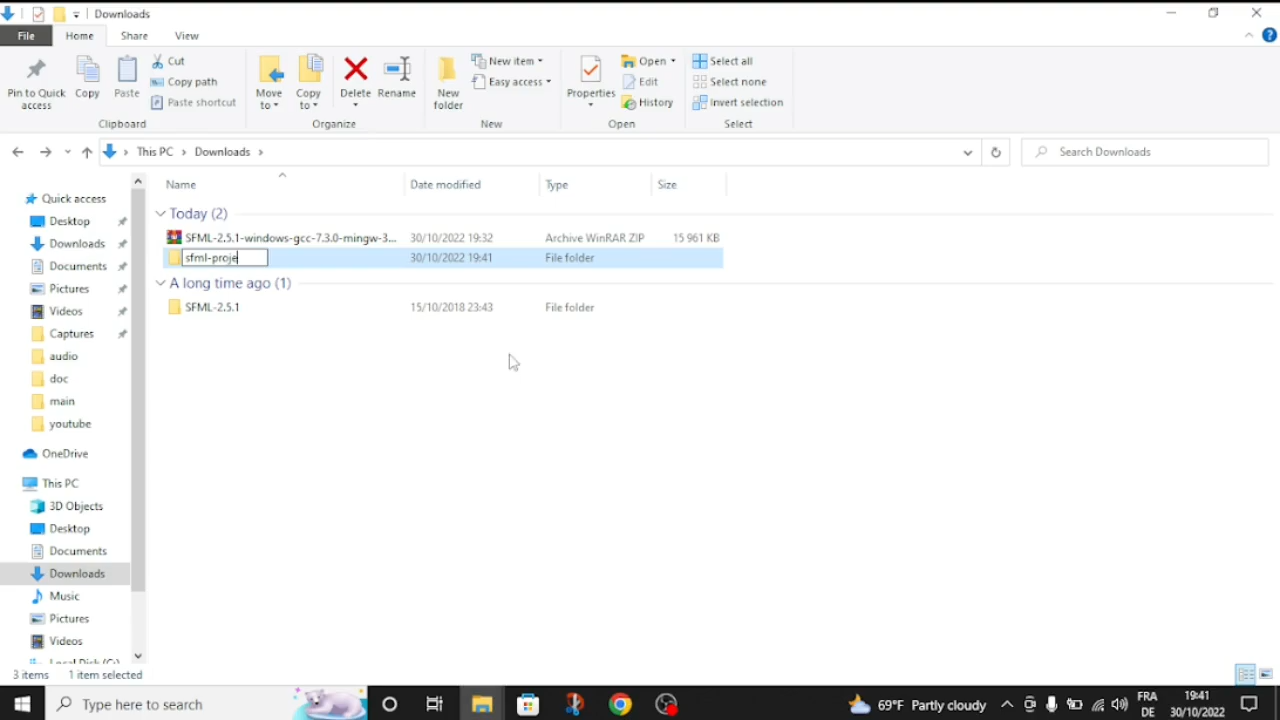 Downloads
File Home Share View
Pin to Quick access
Copy
Paste
Cut
Copy path
Paste shortcut
Move to
Copy to
Delete
Rename
New folder
New item
Easy access
Properties
Open
Edit
History
Select all
Select none
Invert selection
Clipboard Organize New Open Select
This PC Downloads
Search Downloads
Name Date modified Type Size
Today (2)
SFML-2.5.1-windows-gcc-7.3.0-mingw-3... 30/10/2022 19:32 Archive WinRAR ZIP 15 961 KB
sfml-proje 30/10/2022 19:41 File folder
A long time ago (1)
SFML-2.5.1 15/10/2018 23:43 File folder
Quick access
Desktop
Downloads
Documents
Pictures
Videos
Captures
audio
doc
main
youtube
OneDrive
This PC
3D Objects
Desktop
Documents
Downloads
Music
Pictures
Videos
Local Disk (C:)
3 items 1 item selected
Type here to search
69°F Partly cloudy
FRA
DE
19:41
30/10/2022